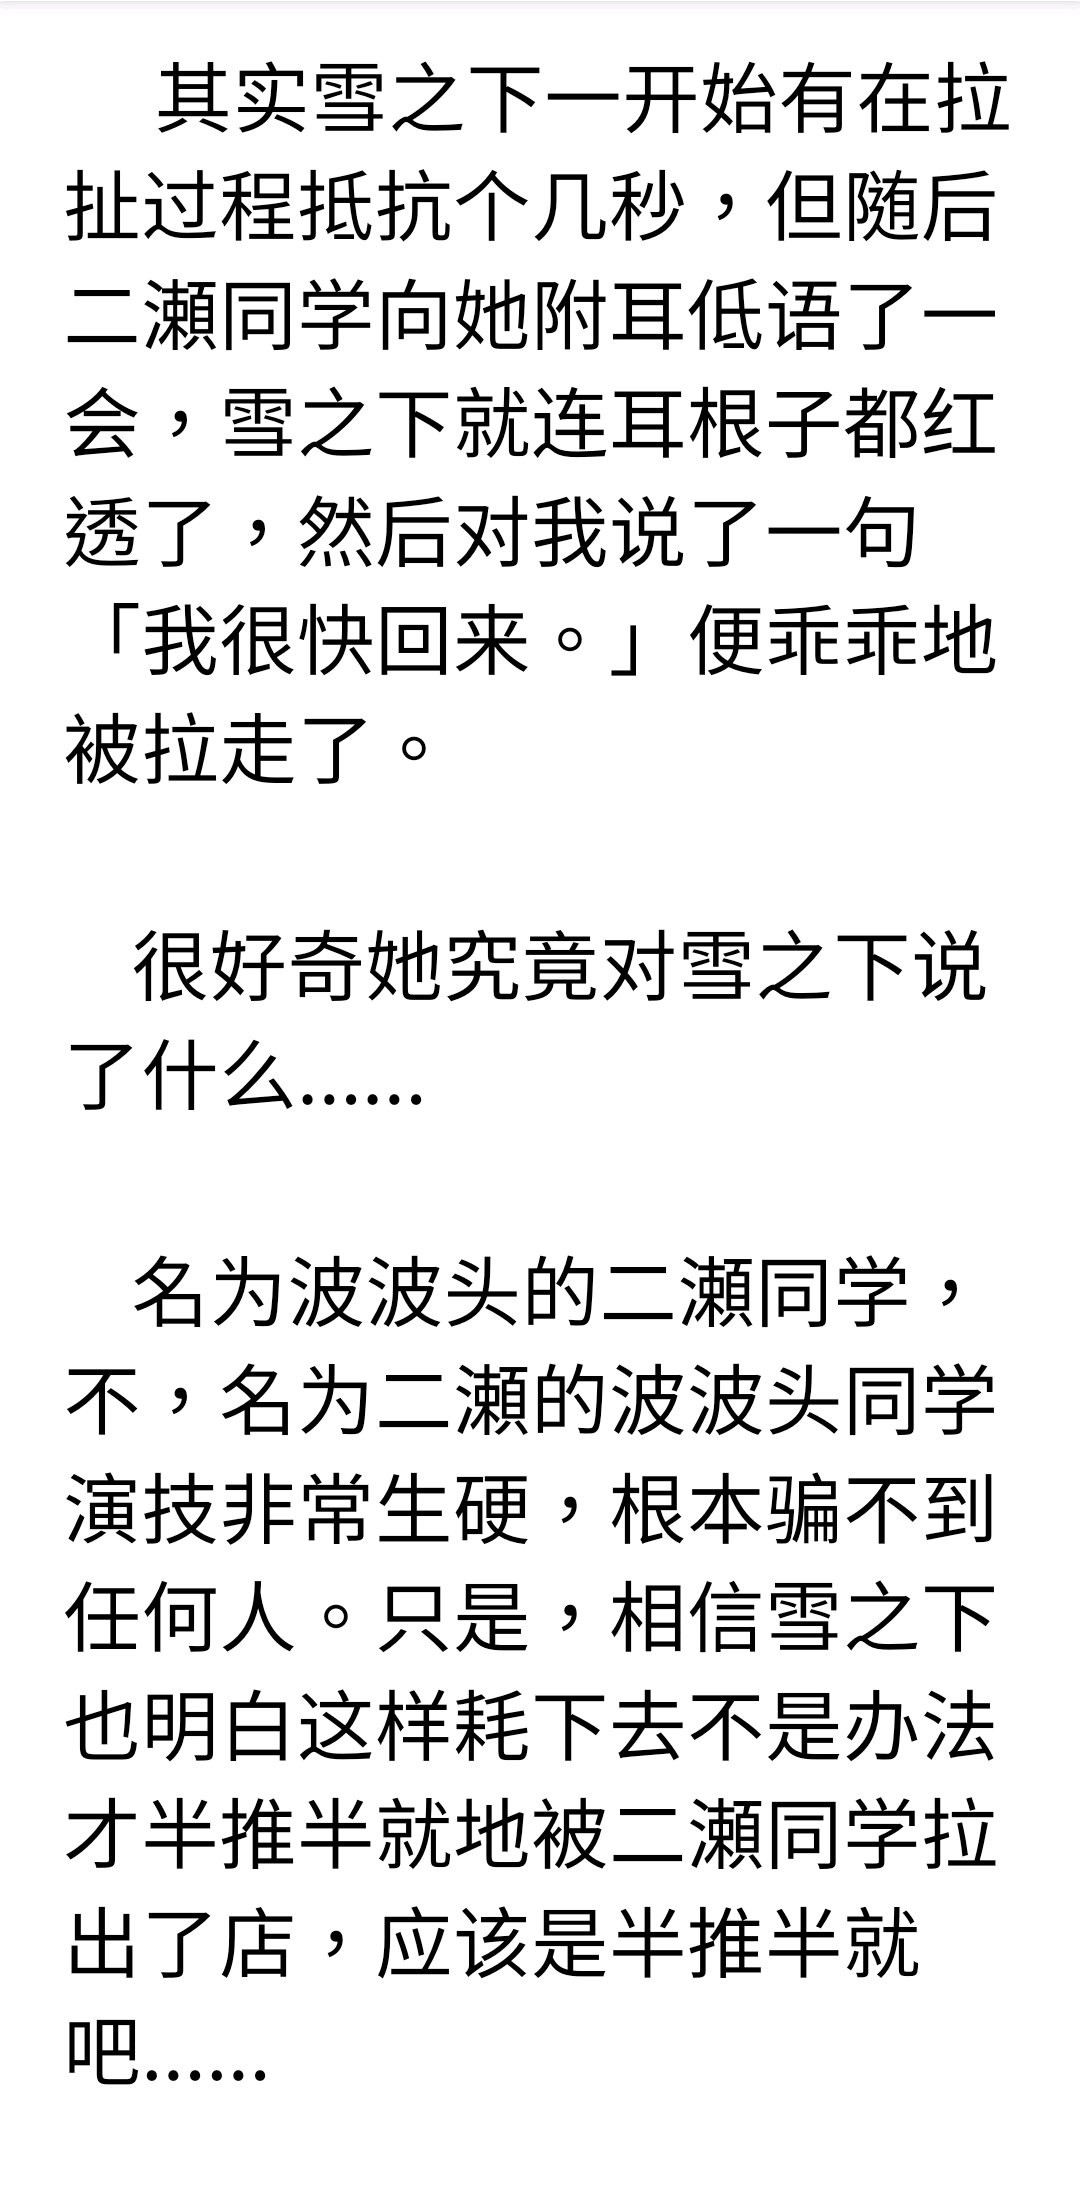 其实雪之下一开始有在拉
扯过程抵抗个几秒，但随后
二瀬同学向她附耳低语了一
会，雪之下就连耳根子都红
透了，然后对我说了一句
「我很快回来。」便乖乖地
被拉走了。
很好奇她究竟对雪之下说
了什么……
名为波波头的二瀬同学，
不，名为二瀬的波波头同学
演技非常生硬，根本骗不到
任何人。只是，相信雪之下
也明白这样耗下去不是办法
才半推半就地被二瀬同学拉
出了店，应该是半推半就
吧……